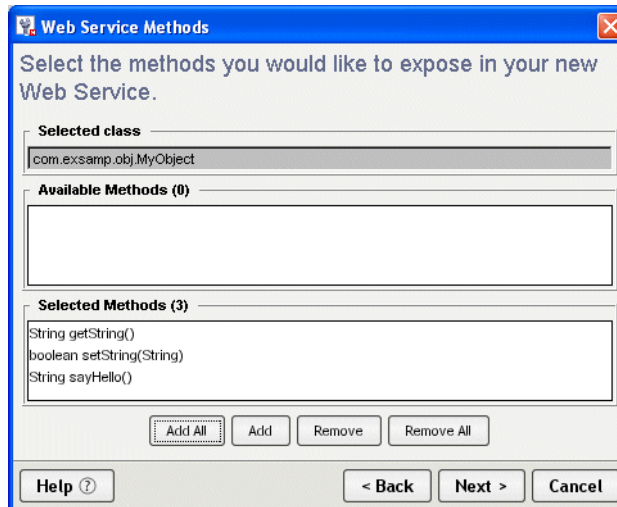 Web Service Methods
Select the methods you would like to expose in your new
Web Service.
Selected class
com.exsamp.obj.MyObject
Available Methods (0)
Selected Methods (3)
String getString()
boolean setString(String)
String sayHello()
Add All
Add
Remove
Remove All
Help ?
< Back
Next >
Cancel